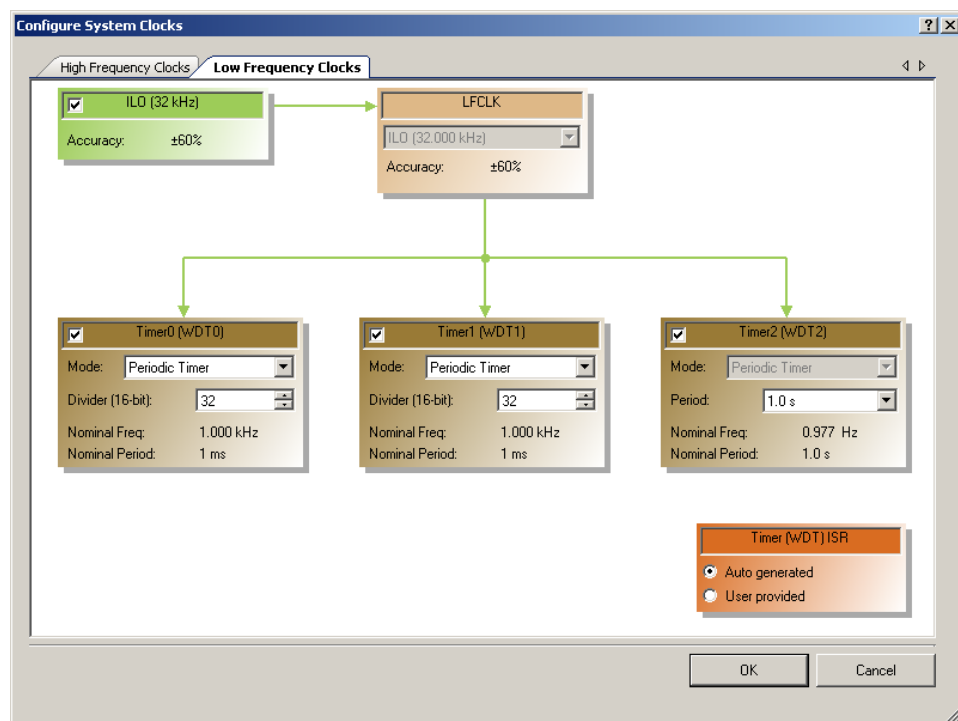 Configure System Clocks
High Frequency Clocks
Low Frequency Clocks
ILO (32 kHz)
Accuracy: ±60%
LFCLK
ILO (32.000 kHz)
Accuracy: ±60%
Timer0 (WDT0)
Mode: Periodic Timer
Divider (16-bit): 32
Nominal Freq: 1.000 kHz
Nominal Period: 1 ms
Timer1 (WDT1)
Mode: Periodic Timer
Divider (16-bit): 32
Nominal Freq: 1.000 kHz
Nominal Period: 1 ms
Timer2 (WDT2)
Mode: Periodic Timer
Period: 1.0 s
Nominal Freq: 0.977 Hz
Nominal Period: 1.0 s
Timer (WDT) ISR
Auto generated
User provided
OK
Cancel